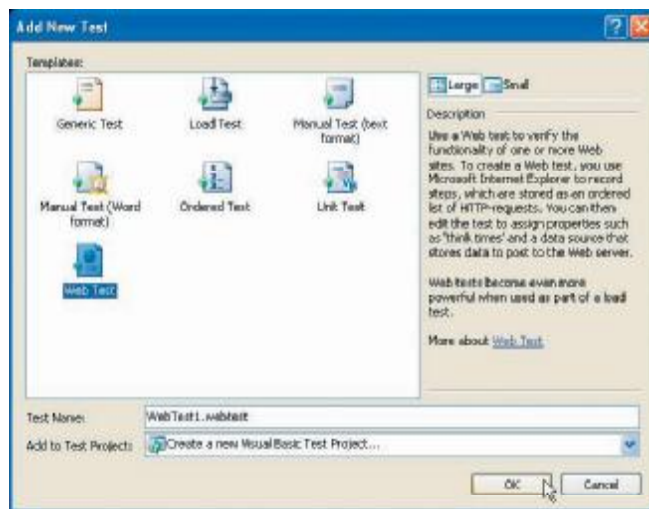 Add New Test
Templates:
Generic Test
Load Test
Manual Test (text
format)
Manual Test (Word
format)
Ordered Test
Unit Test
Web Test
Large Small
Description
Use a Web test to verify the
functionality of one or more Web
sites. To create a Web test, you use
Microsoft Internet Explorer to record
steps, which are stored as an ordered
list of HTTP-requests. You can then
edit the test to assign properties such
as 'think times' and a data source that
stores data to post to the Web server.
Web tests become even more
powerful when used as part of a load
test.
More about Web Test
Test Name:
WebTest1.webtest
Add to Test Project:
Create a new Visual Basic Test Project...
OK
Cancel